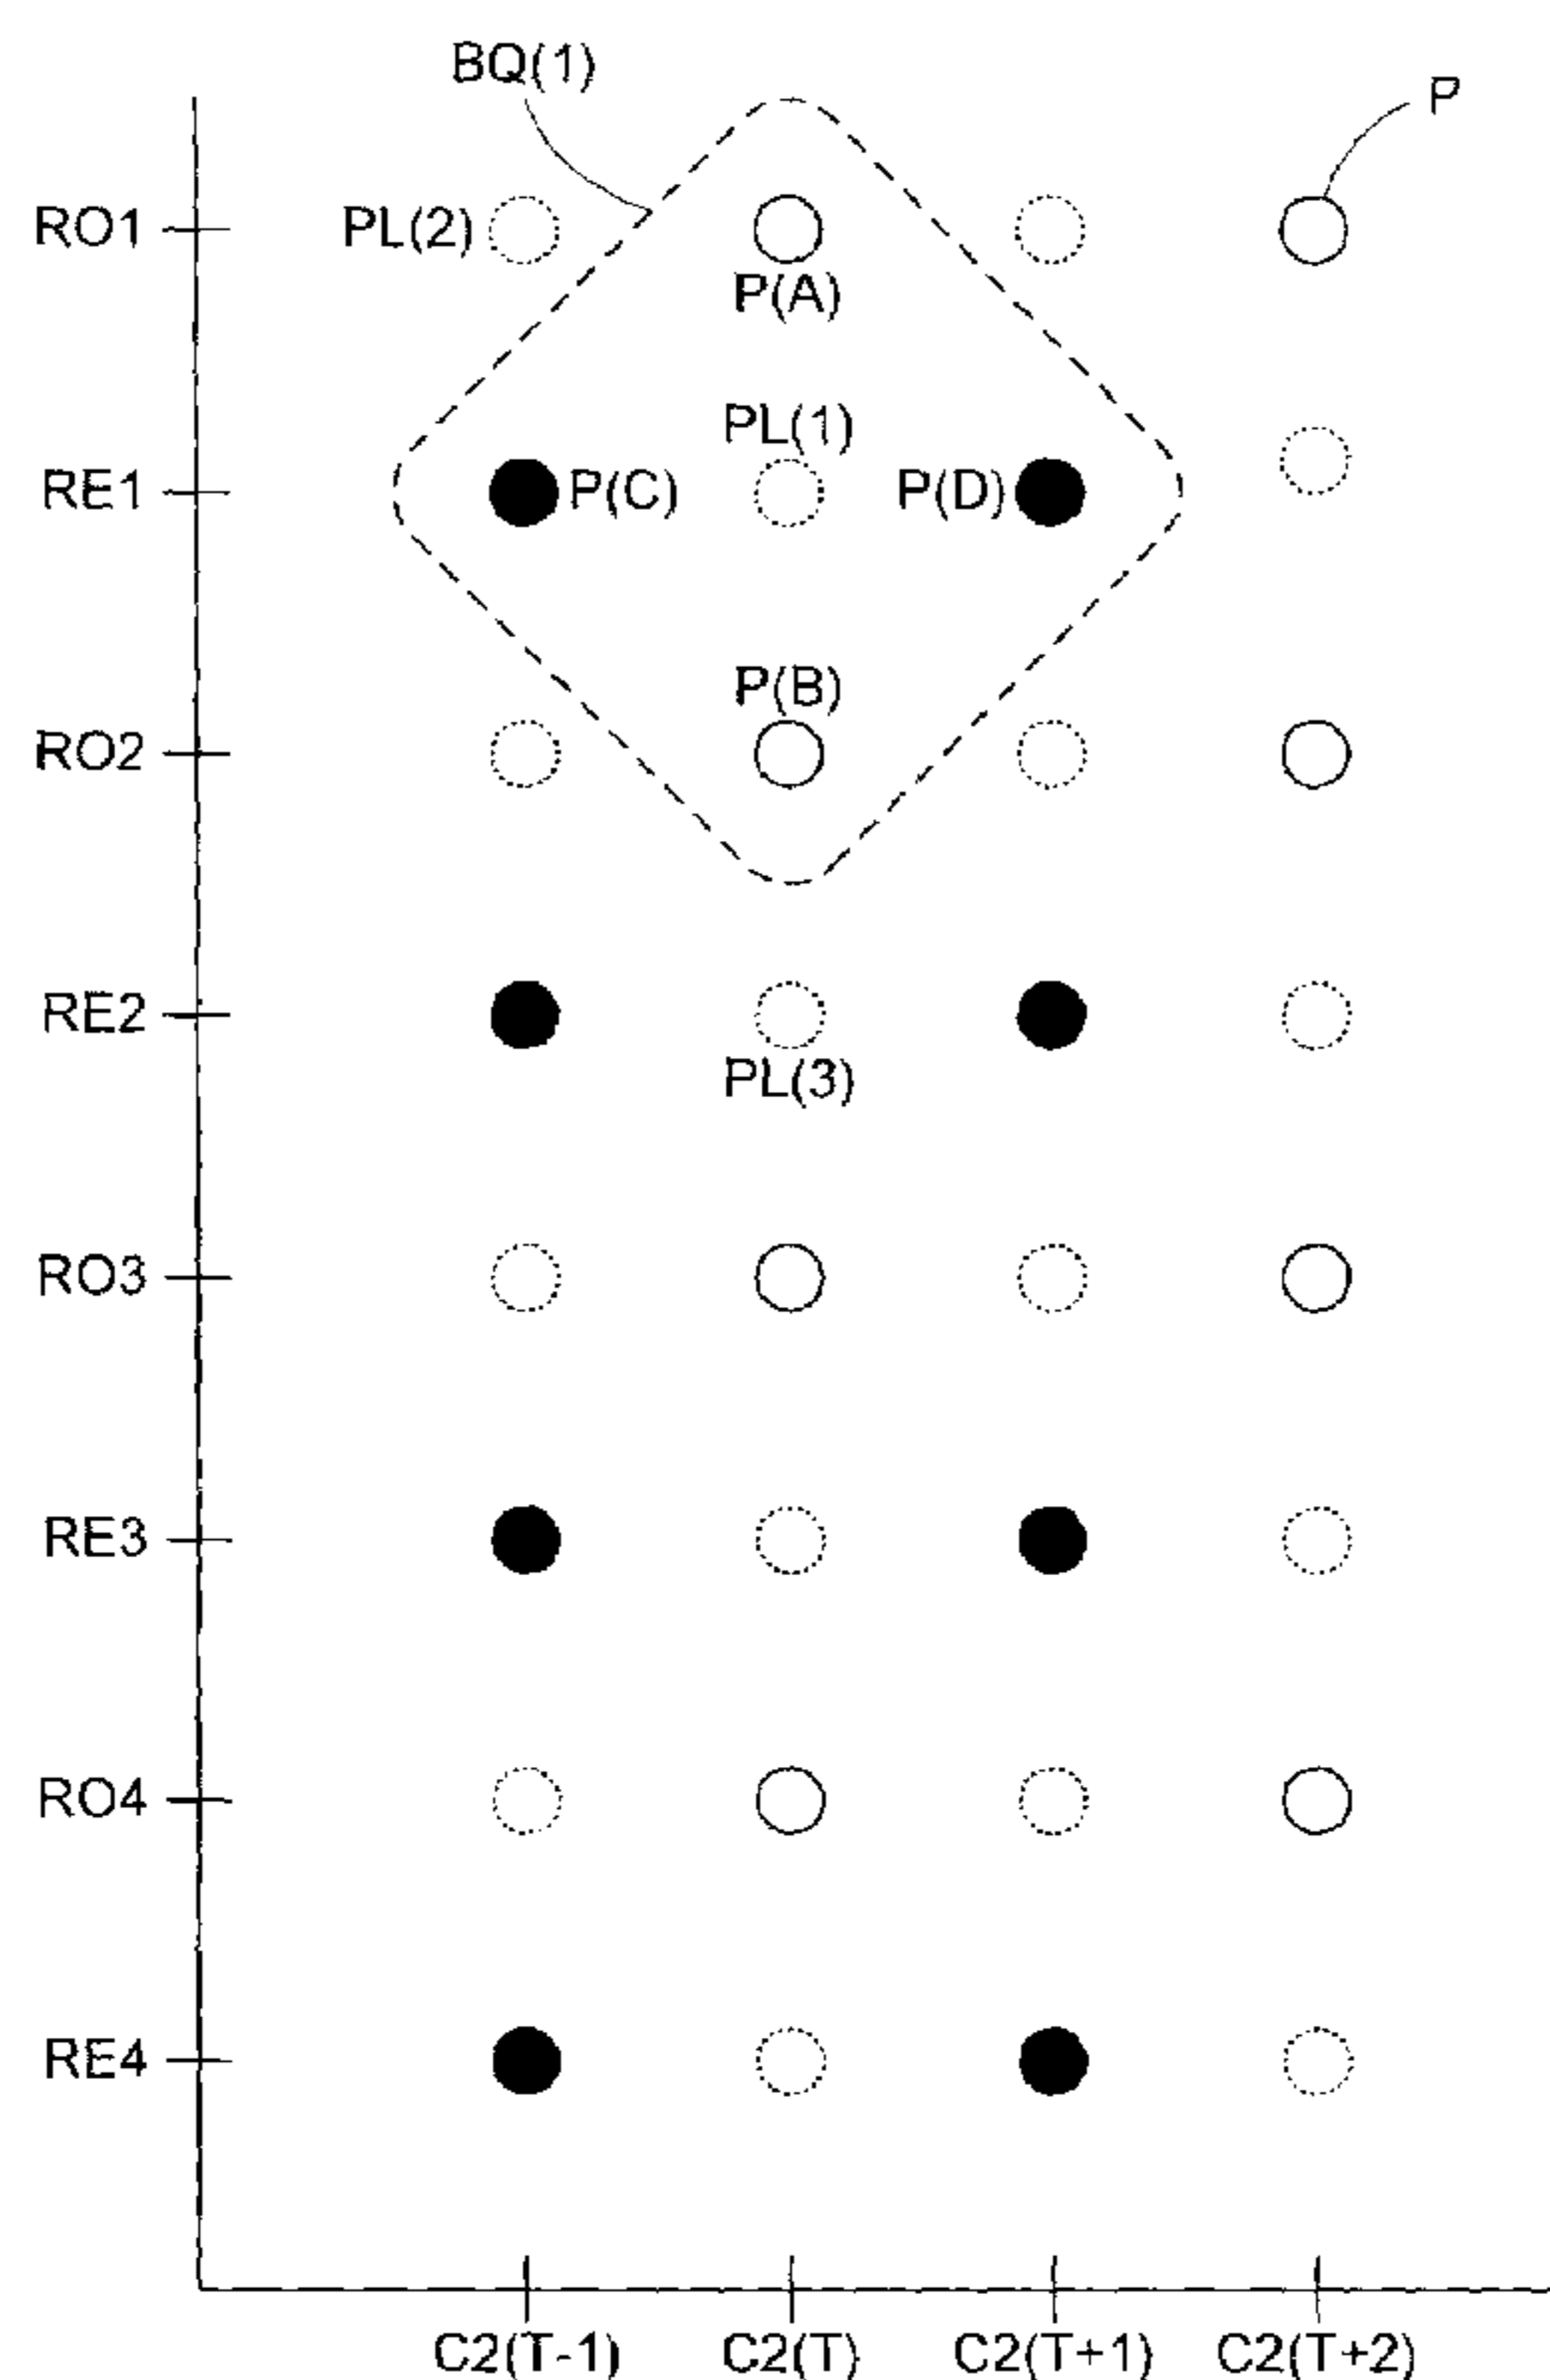 BQ(1)
P
RO1
PL(2)
P(A)
PL(1)
RE1
P(C)
P(D)
P(B)
RO2
RE2
PL(3)
RO3
RE3
RO4
RE4
C2(T-1) C2(T) C2(T+1) C2(T+2)